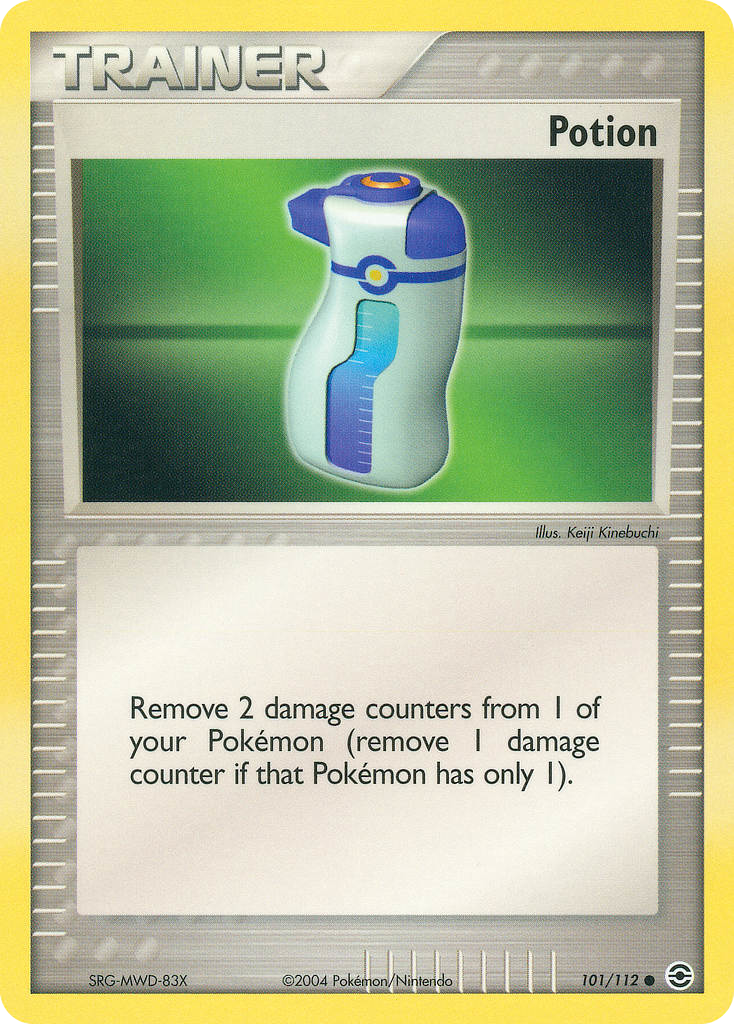 TRAINER
Potion
Illus. Keiji Kinebuchi
Remove 2 damage counters from 1 of
your Pokémon (remove 1 damage
counter if that Pokémon has only 1).
SRG-MWD-83X ©2004 Pokémon/Nintendo 101/112 ●